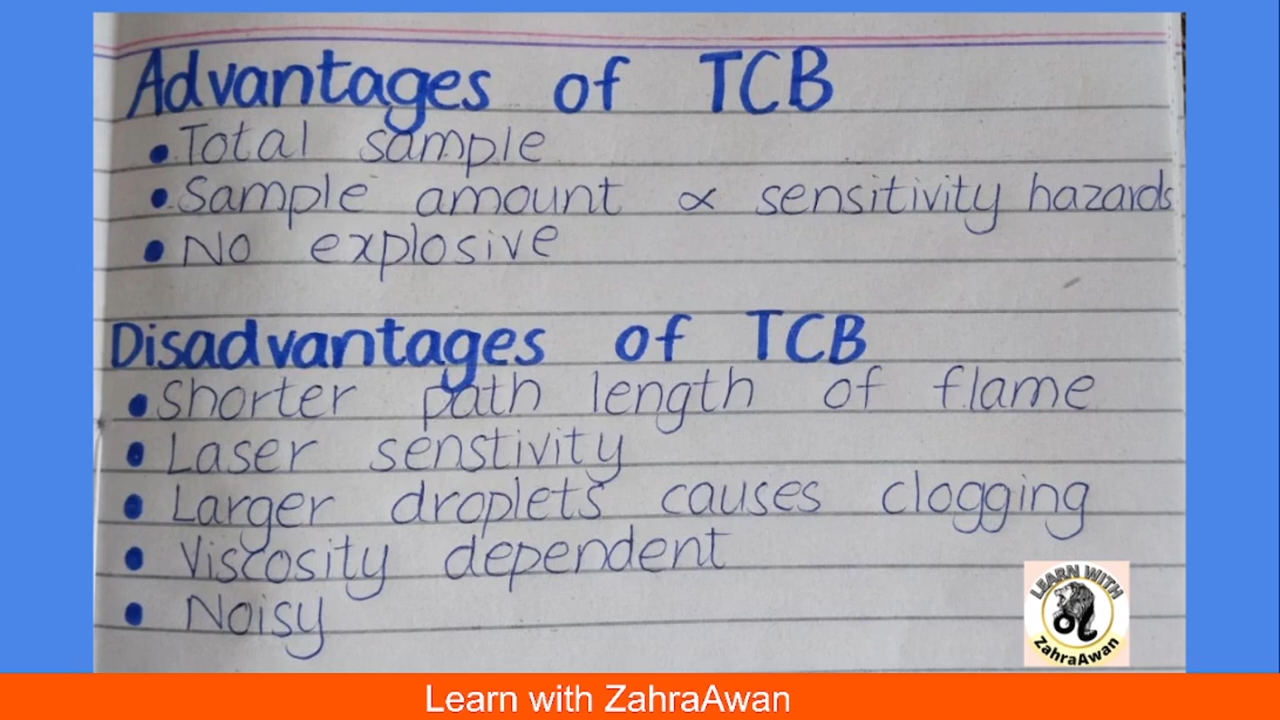 Advantages of TCB
• Total sample
• Sample amount ∝ sensitivity hazards
• No explosive
Disadvantages of TCB
• Shorter path length of flame
• Laser senstivity
• Larger droplets causes clogging
• Viscosity dependent
• Noisy
LEARN WITH
ZahraAwan
Learn with ZahraAwan